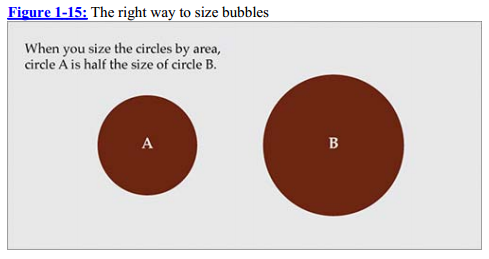 Figure 1-15: The right way to size bubbles
When you size the circles by area,
circle A is half the size of circle B.
A
B